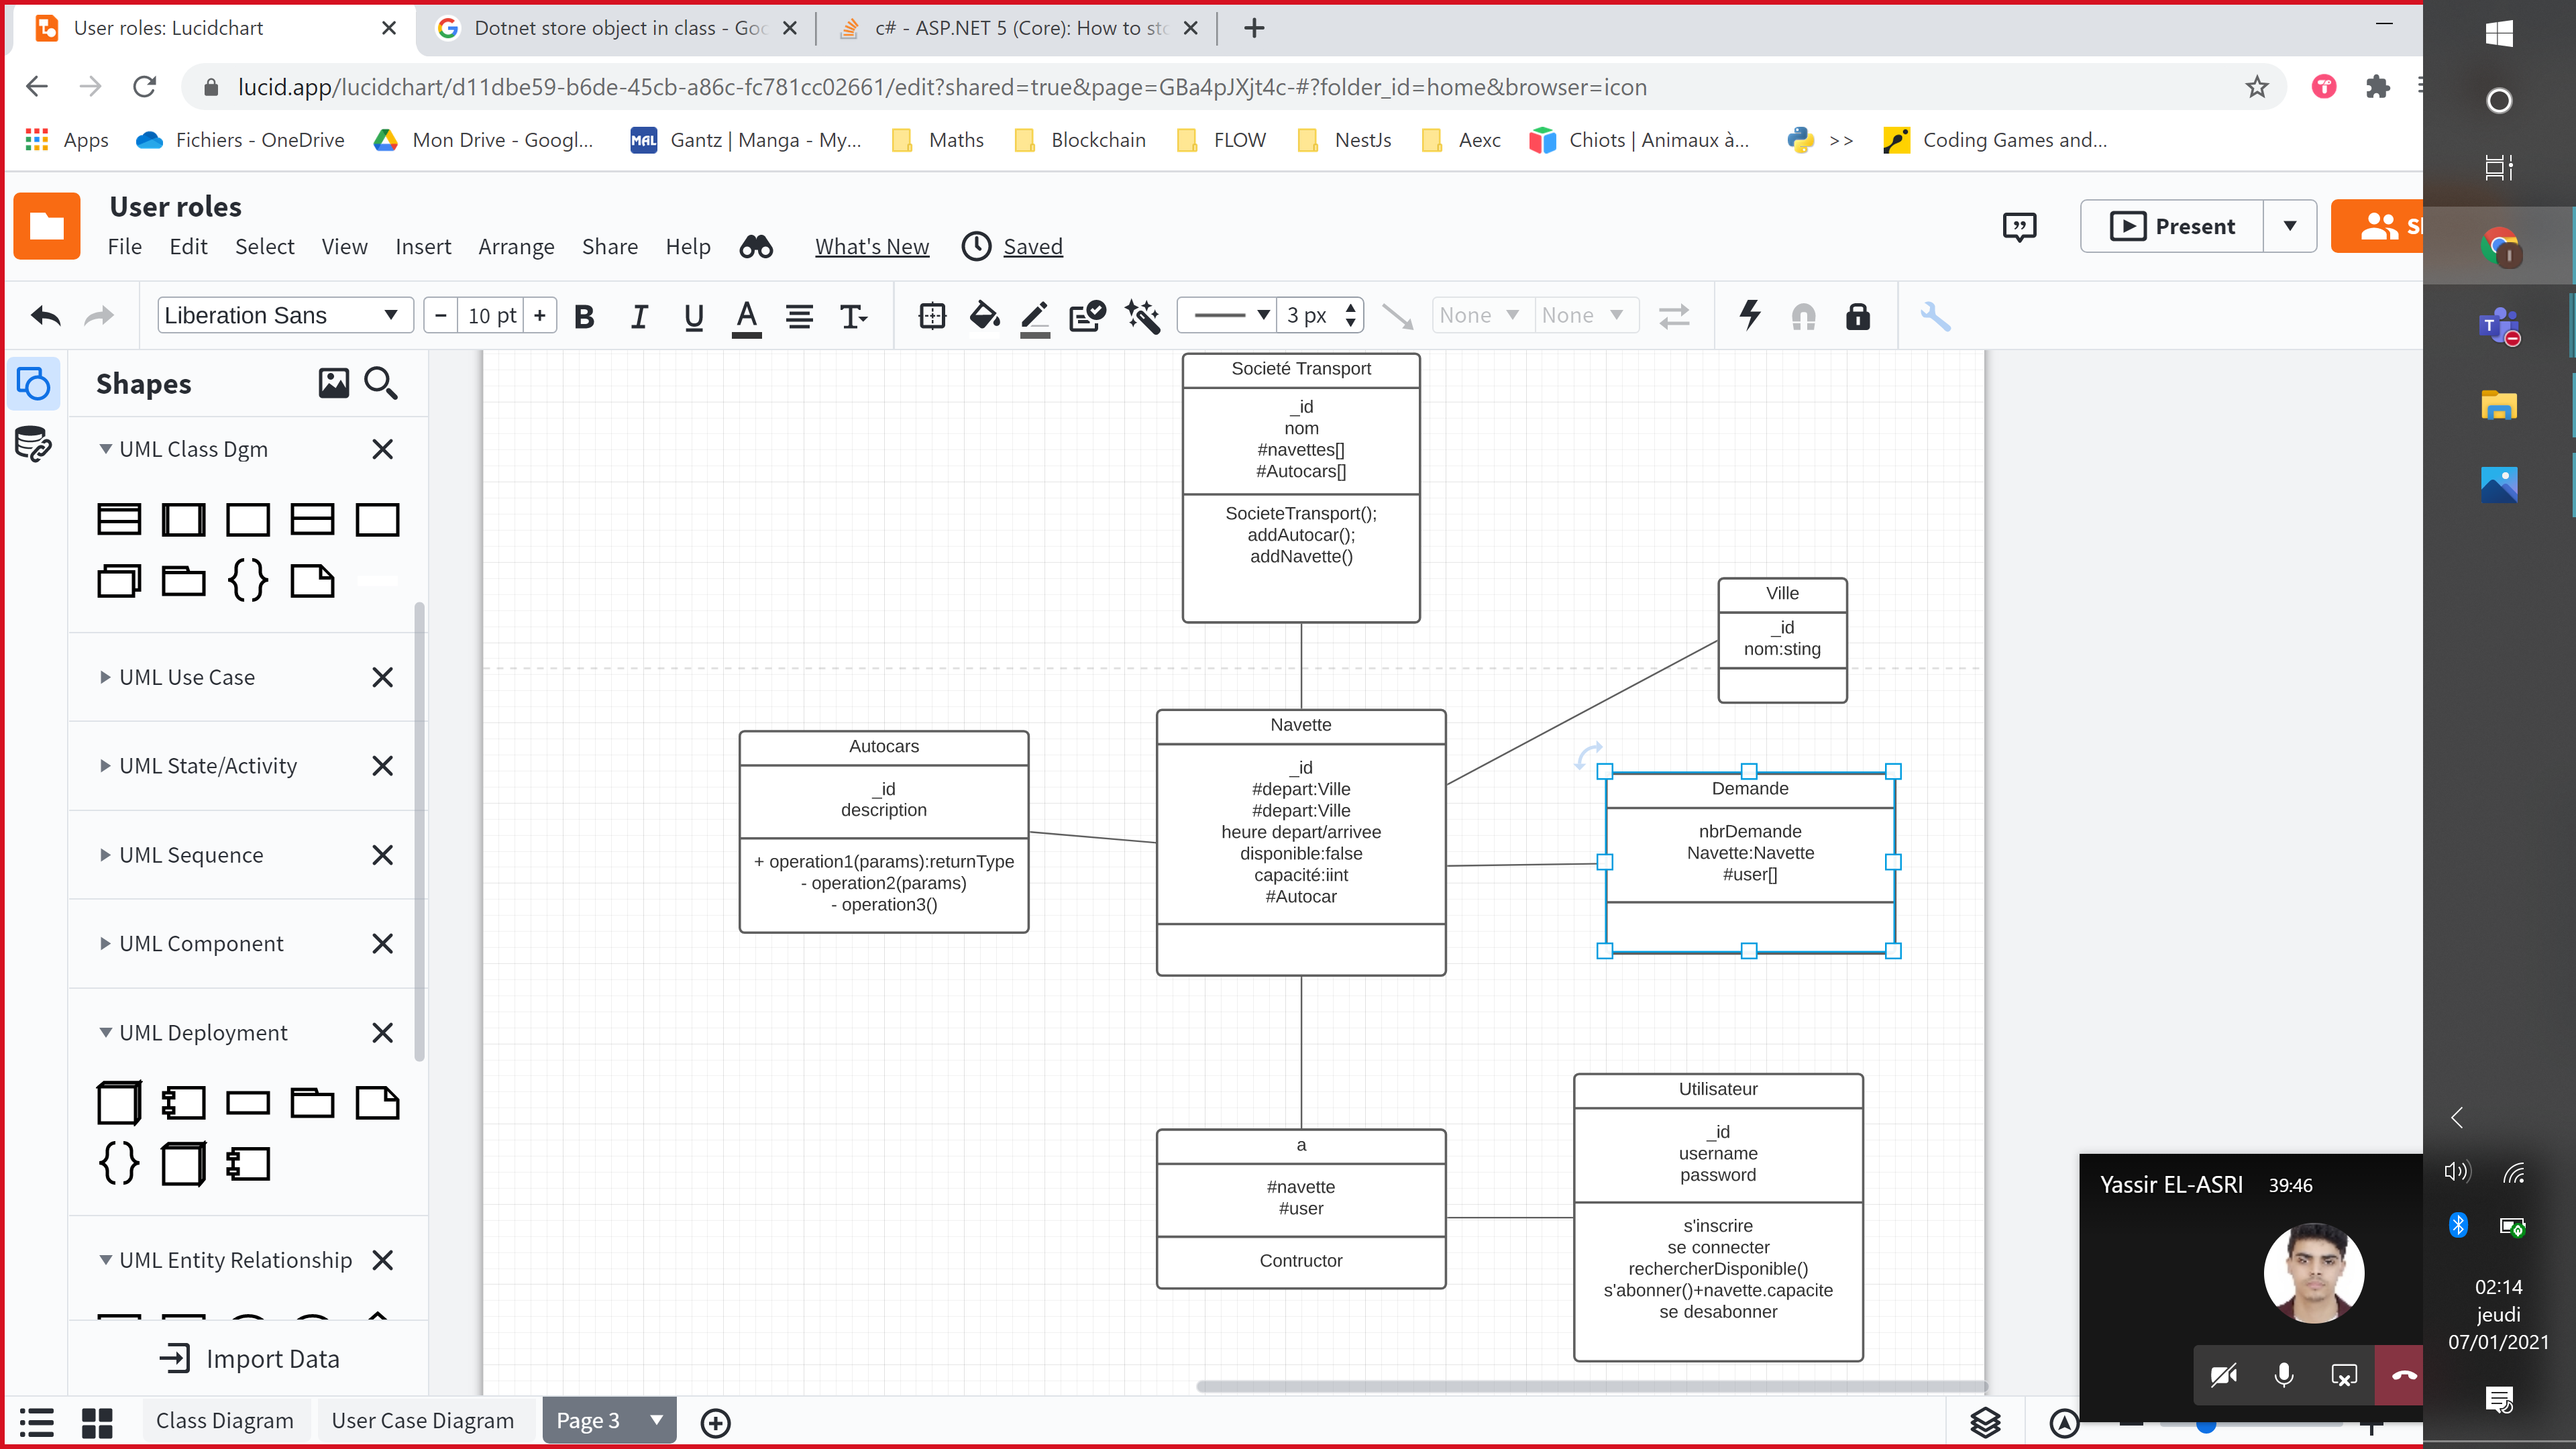 User roles: Lucidchart
Dotnet store object in class - Goo
c# - ASP.NET 5 (Core): How to sto
lucid.app/lucidchart/d11dbe59-b6de-45cb-a86c-fc781cc02661/edit?shared=true&page=GBa4pJXjt4c-#?folder_id=home&browser=icon
Apps
Fichiers - OneDrive
Mon Drive - Googl...
MAL
Gantz | Manga - My...
Maths
Blockchain
FLOW
NestJs
Aexc
Chiots | Animaux à...
>>
Coding Games and...
User roles
File Edit Select View Insert Arrange Share Help What's New Saved
Present
Liberation Sans
10 pt
3 px
None
None
Shapes
UML Class Dgm
UML Use Case
UML State/Activity
UML Sequence
UML Component
UML Deployment
UML Entity Relationship
Import Data
Societé Transport
_id
nom
#navettes[]
#Autocars[]
SocieteTransport();
addAutocar();
addNavette()
Ville
_id
nom:sting
Autocars
_id
description
+ operation1(params):returnType
- operation2(params)
- operation3()
Navette
_id
#depart:Ville
#depart:Ville
heure depart/arrivee
disponible:false
capacité:iint
#Autocar
Demande
nbrDemande
Navette:Navette
#user[]
a
#navette
#user
Contructor
Utilisateur
_id
username
password
s'inscrire
se connecter
rechercherDisponible()
s'abonner()+navette.capacite
se desabonner
Yassir EL-ASRI 39:46
02:14
jeudi
07/01/2021
Class Diagram
User Case Diagram
Page 3